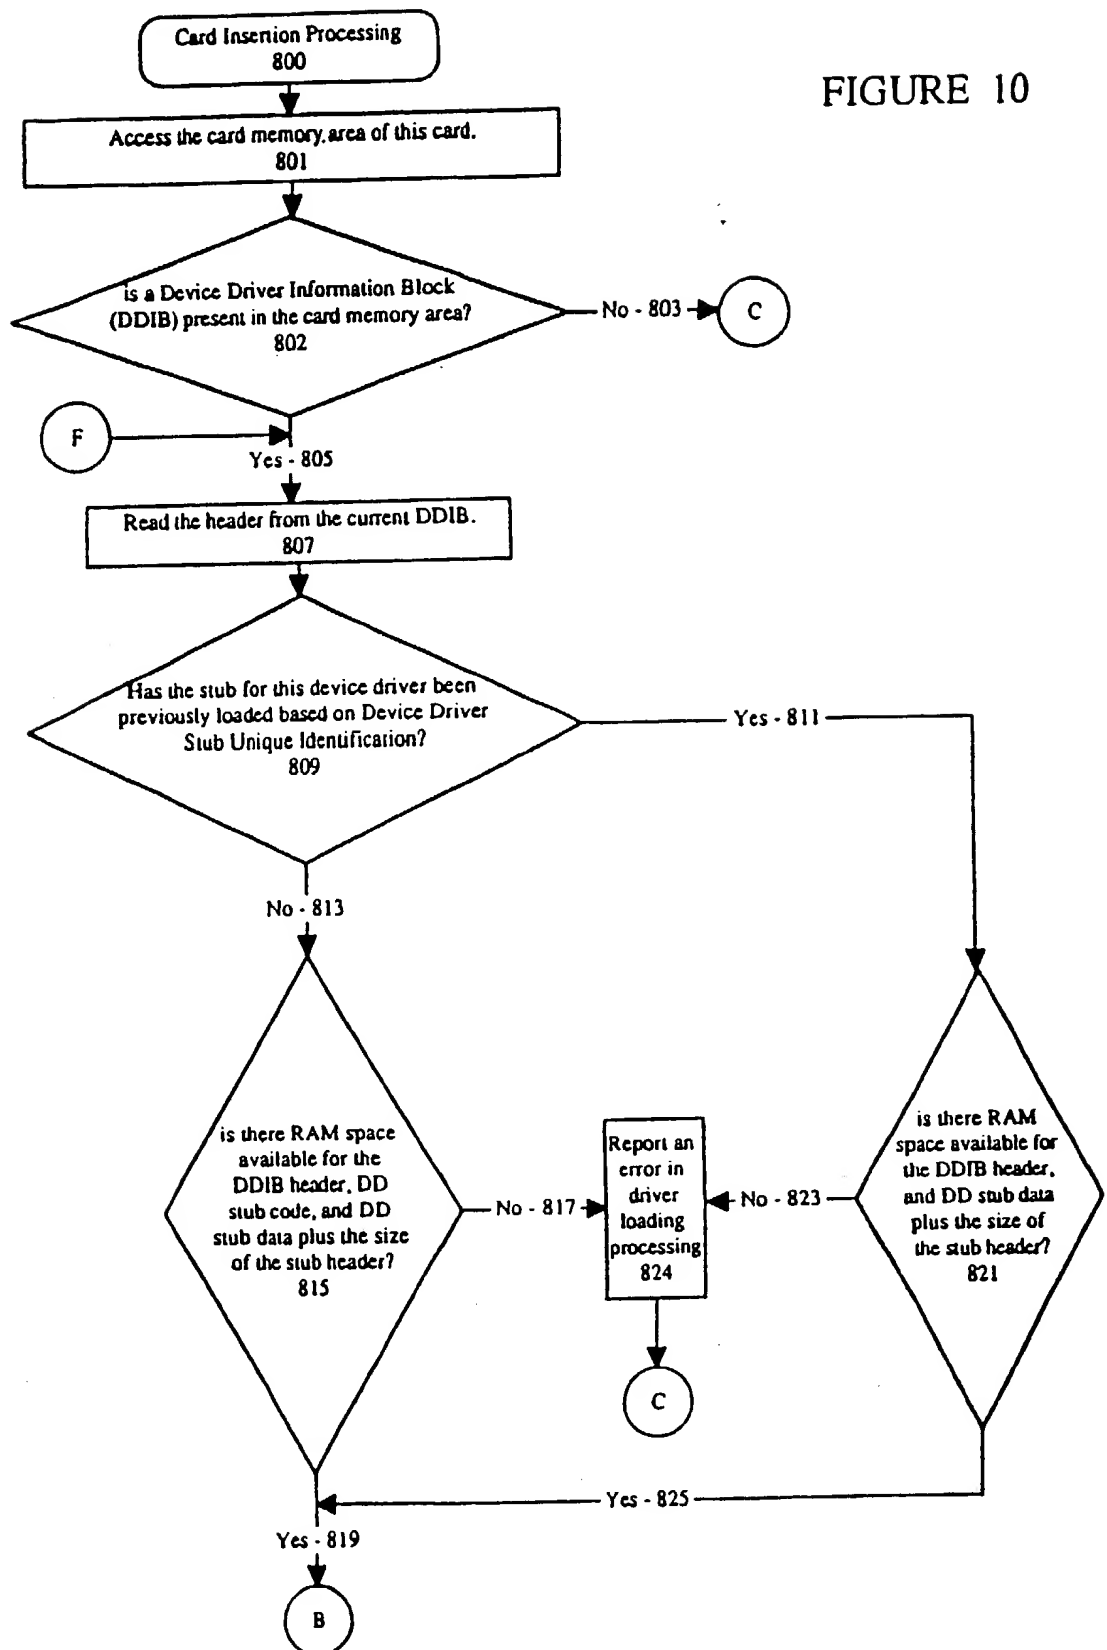 Card Insertion Processing
800
FIGURE 10
Access the card memory area of this card.
801
is a Device Driver Information Block
(DDIB) present in the card memory area?
802
No - 803
C
F
Yes - 805
Read the header from the current DDIB.
807
Has the stub for this device driver been
previously loaded based on Device Driver
Stub Unique Identification?
809
Yes - 811
No - 813
is there RAM space
available for the
DDIB header, DD
stub code, and DD
stub data plus the size
of the stub header?
815
No - 817
Report an
error in
driver
loading
processing
824
No - 823
is there RAM
space available for
the DDIB header,
and DD stub data
plus the size of
the stub header?
821
C
Yes - 825
Yes - 819
B